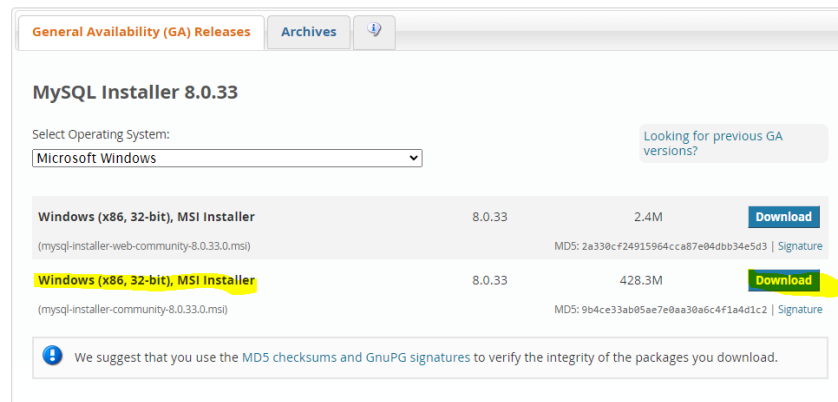 General Availability (GA) Releases
Archives
MySQL Installer 8.0.33
Select Operating System:
Microsoft Windows
Looking for previous GA
versions?
Windows (x86, 32-bit), MSI Installer 8.0.33 2.4M Download
(mysql-installer-web-community-8.0.33.0.msi) MD5: 2a330cf24915964cca87e04dbb34e5d3 | Signature
Windows (x86, 32-bit), MSI Installer 8.0.33 428.3M Download
(mysql-installer-community-8.0.33.0.msi) MD5: 9b4ce33ab05ae7e0aa30a6c4f1a4d1c2 | Signature
We suggest that you use the MD5 checksums and GnuPG signatures to verify the integrity of the packages you download.